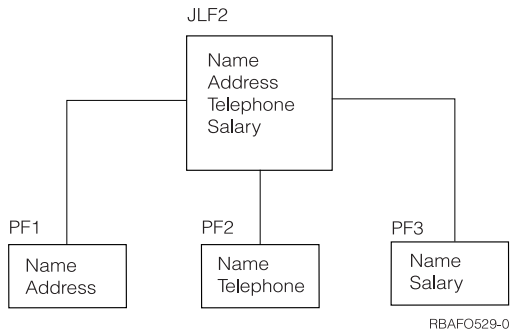 JLF2
Name
Address
Telephone
Salary
PF1
Name
Address
PF2
Name
Telephone
PF3
Name
Salary
RBAFO529-0